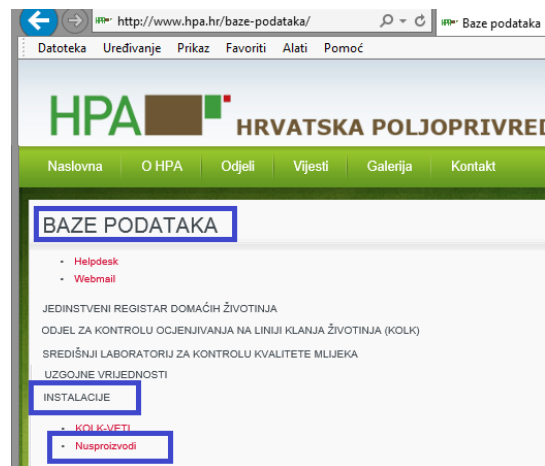 http://www.hpa.hr/baze-podataka/
Baze podataka
Datoteka Uređivanje Prikaz Favoriti Alati Pomoć
HPA
HRVATSKA POLJOPRIVRED
Naslovna O HPA Odjeli Vijesti Galerija Kontakt
BAZE PODATAKA
Helpdesk
Webmail
JEDINSTVENI REGISTAR DOMAĆIH ŽIVOTINJA
ODJEL ZA KONTROLU OCJENJIVANJA NA LINIJI KLANJA ŽIVOTINJA (KOLK)
SREDIŠNJI LABORATORIJ ZA KONTROLU KVALITETE MLIJEKA
UZGOJNE VRIJEDNOSTI
INSTALACIJE
KOLK-VETI
Nusproizvodi